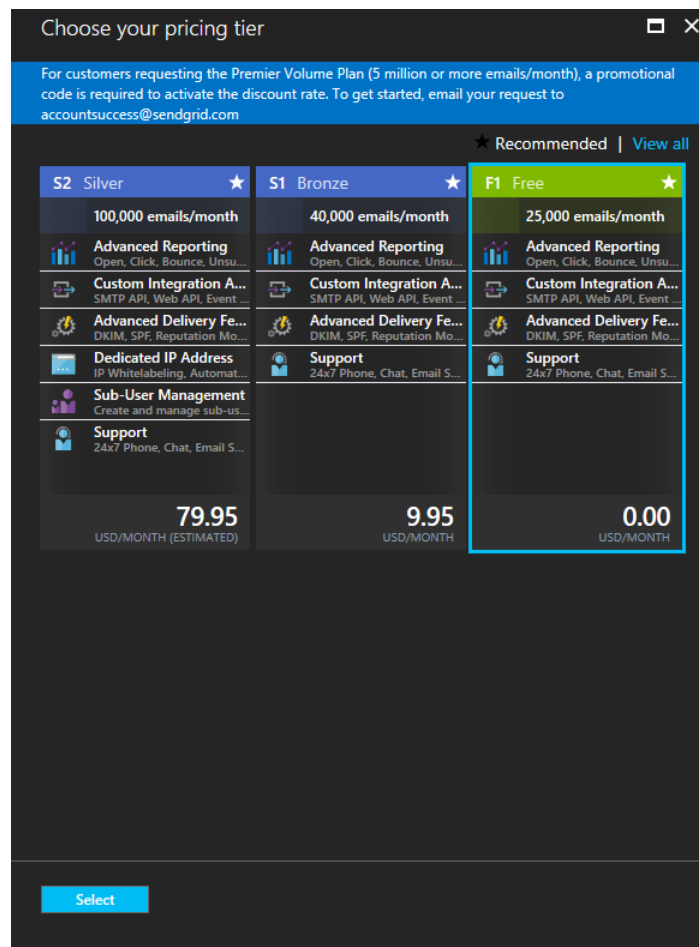 Choose your pricing tier
For customers requesting the Premier Volume Plan (5 million or more emails/month), a promotional
code is required to activate the discount rate. To get started, email your request to
accountsuccess@sendgrid.com
★ Recommended | View all
S2 Silver
100,000 emails/month
Advanced Reporting
Open, Click, Bounce, Unsu...
Custom Integration A...
SMTP API, Web API, Event ...
Advanced Delivery Fe...
DKIM, SPF, Reputation Mo...
Dedicated IP Address
IP Whitelabeling, Automat...
Sub-User Management
Create and manage sub-us...
Support
24x7 Phone, Chat, Email S...
79.95
USD/MONTH (ESTIMATED)
S1 Bronze
40,000 emails/month
Advanced Reporting
Open, Click, Bounce, Unsu...
Custom Integration A...
SMTP API, Web API, Event ...
Advanced Delivery Fe...
DKIM, SPF, Reputation Mo...
Support
24x7 Phone, Chat, Email S...
9.95
USD/MONTH
F1 Free
25,000 emails/month
Advanced Reporting
Open, Click, Bounce, Unsu...
Custom Integration A...
SMTP API, Web API, Event ...
Advanced Delivery Fe...
DKIM, SPF, Reputation Mo...
Support
24x7 Phone, Chat, Email S...
0.00
USD/MONTH
Select